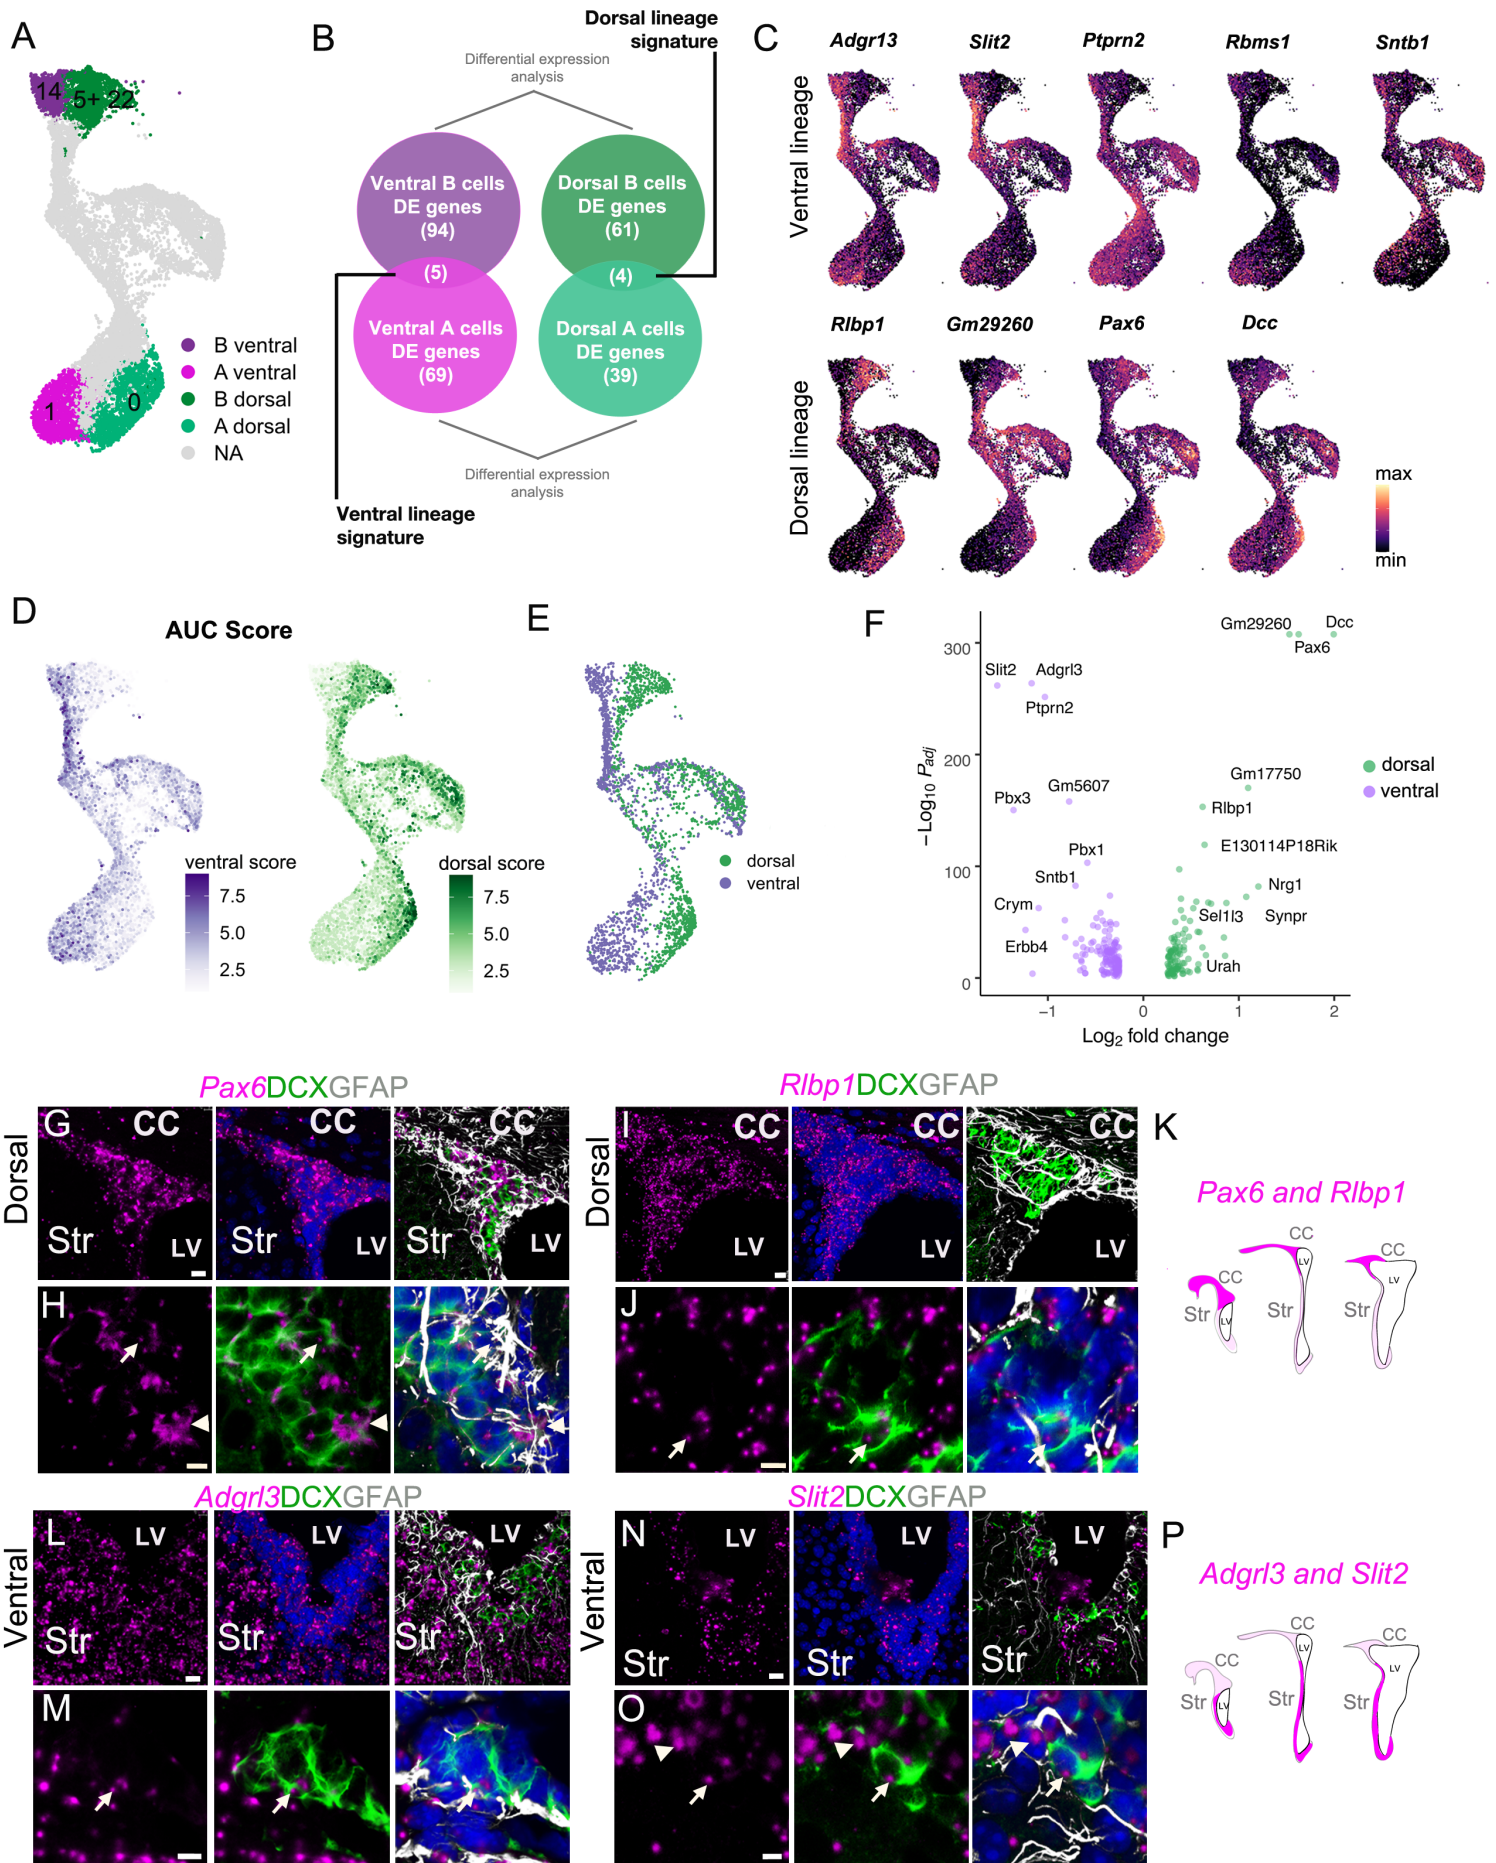 A
14
5+
22
1
0
B ventral
A ventral
B dorsal
A dorsal
NA
B
Dorsal lineage
signature
Differential expression
analysis
Ventral B cells
DE genes
(94)
Dorsal B cells
DE genes
(61)
(5)
(4)
Ventral A cells
DE genes
(69)
Dorsal A cells
DE genes
(39)
Differential expression
analysis
Ventral lineage
signature
C
Ventral lineage
Adgr13
Slit2
Ptprn2
Rbms1
Sntb1
Dorsal lineage
Rlbp1
Gm29260
Pax6
Dcc
max
min
D
AUC Score
ventral score
7.5
5.0
2.5
dorsal score
7.5
5.0
2.5
E
dorsal
ventral
F
−Log10 Padj
300
200
100
0
−1
0
1
2
Log2 fold change
Gm29260
Dcc
Pax6
Slit2
Adgrl3
Ptprn2
Gm17750
Pbx3
Gm5607
Rlbp1
E130114P18Rik
Pbx1
Sntb1
Nrg1
Crym
Sel1l3
Synpr
Erbb4
Urah
dorsal
ventral
Pax6DCXGFAP
Dorsal
G
CC
Str
LV
CC
Str
LV
CC
Str
LV
H
Rlbp1DCXGFAP
Dorsal
I
CC
LV
CC
LV
CC
LV
J
K
Pax6 and Rlbp1
CC
Str
LV
CC
Str
LV
CC
Str
LV
Adgrl3DCXGFAP
Ventral
L
LV
Str
LV
Str
LV
Str
M
Slit2DCXGFAP
Ventral
N
LV
Str
LV
Str
LV
Str
O
P
Adgrl3 and Slit2
CC
Str
LV
CC
Str
LV
CC
Str
LV